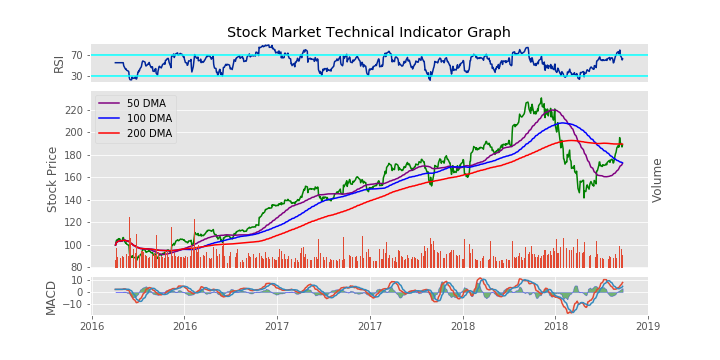 Stock Market Technical Indicator Graph
RSI
70
30
50 DMA
100 DMA
200 DMA
Stock Price
220
200
180
160
140
120
100
80
Volume
MACD
10
0
−10
2016
2016
2017
2017
2018
2018
2019